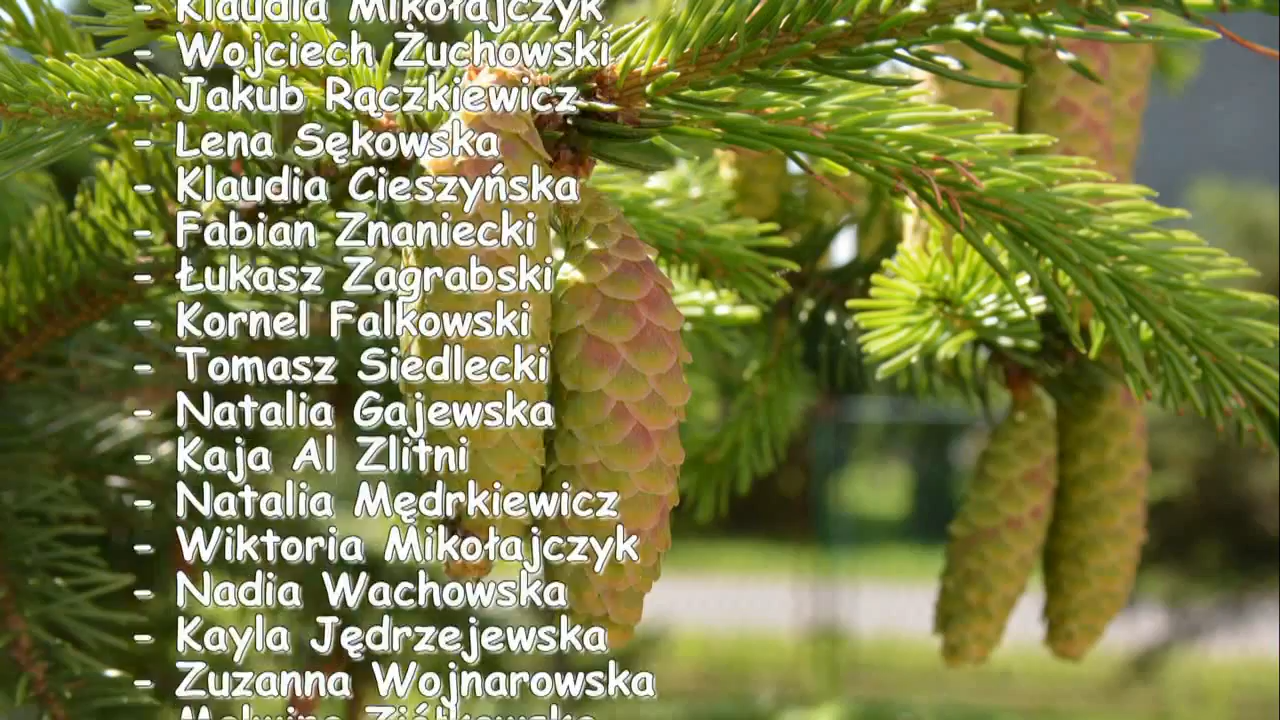 - Klaudia Mikołajczyk
- Wojciech Żuchowski
- Jakub Rączkiewicz
- Lena Sękowska
- Klaudia Cieszyńska
- Fabian Znaniecki
- Łukasz Zagrabski
- Kornel Falkowski
- Tomasz Siedlecki
- Natalia Gajewska
- Kaja Al Zlitni
- Natalia Mędrkiewicz
- Wiktoria Mikołajczyk
- Nadia Wachowska
- Kayla Jędrzejewska
- Zuzanna Wojnarowska